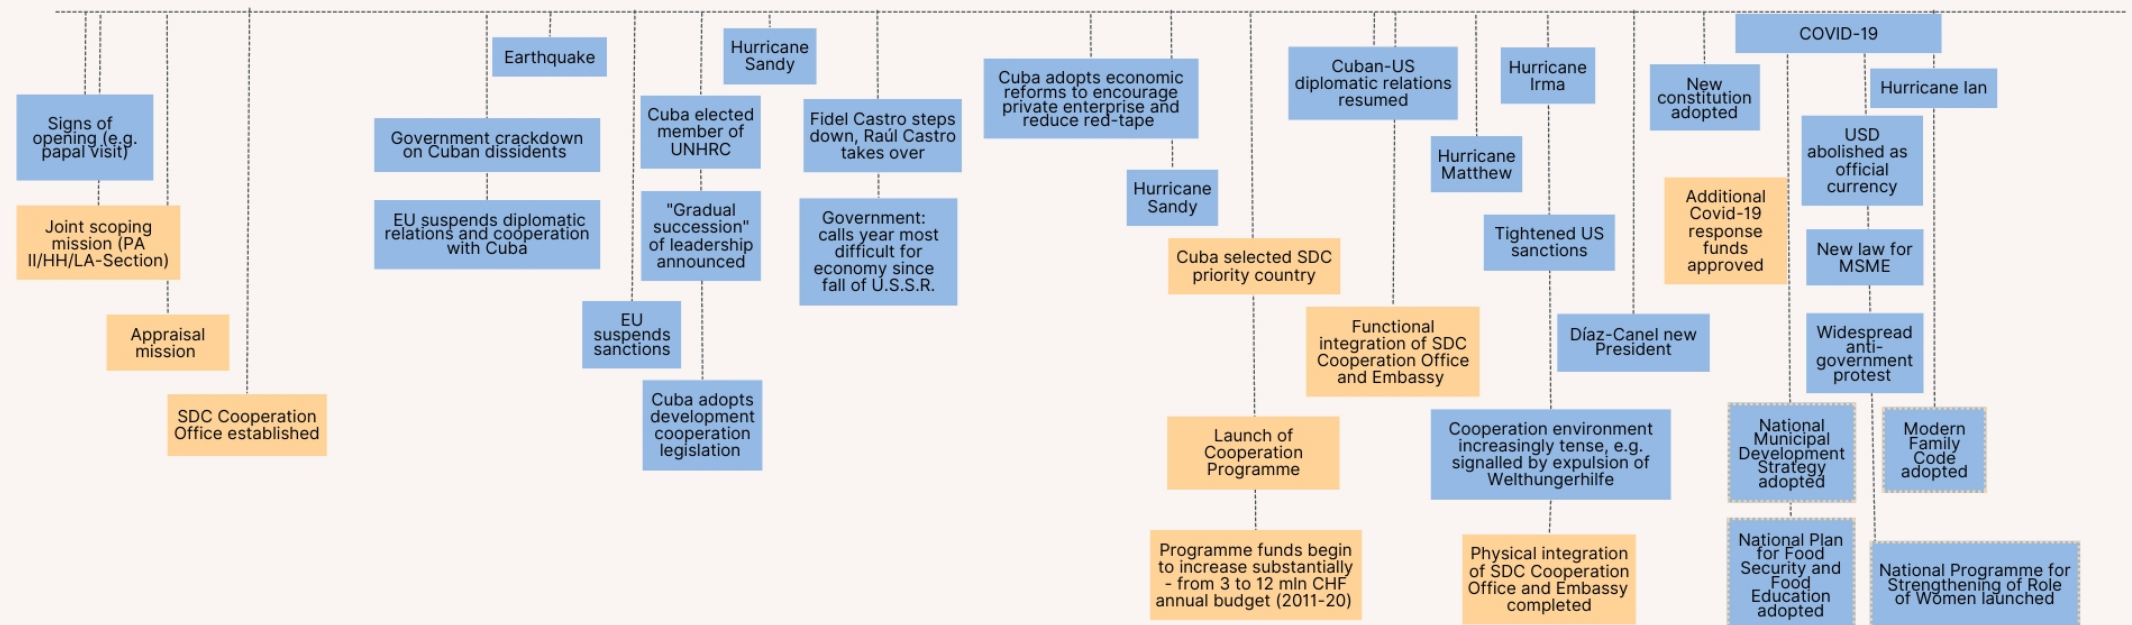 Signs of
opening (e.g.
papal visit)
Joint scoping
mission (PA
II/HH/LA-Section)
Appraisal
mission
SDC Cooperation
Office established
Earthquake
Government crackdown
on Cuban dissidents
EU suspends diplomatic
relations and cooperation
with Cuba
EU
suspends
sanctions
Cuba elected
member of
UNHRC
"Gradual
succession"
of leadership
announced
Cuba adopts
development
cooperation
legislation
Hurricane
Sandy
Fidel Castro steps
down, Raúl Castro
takes over
Government:
calls year most
difficult for
economy since
fall of U.S.S.R.
Cuba adopts economic
reforms to encourage
private enterprise and
reduce red-tape
Hurricane
Sandy
Cuba selected SDC
priority country
Launch of
Cooperation
Programme
Programme funds begin
to increase substantially
- from 3 to 12 mln CHF
annual budget (2011-20)
Cuban-US
diplomatic relations
resumed
Functional
integration of SDC
Cooperation Office
and Embassy
Hurricane
Matthew
Hurricane
Irma
Tightened US
sanctions
Cooperation environment
increasingly tense, e.g.
signalled by expulsion of
Welthungerhilfe
Physical integration
of SDC Cooperation
Office and Embassy
completed
Díaz-Canel new
President
New
constitution
adopted
COVID-19
Additional
Covid-19
response
funds
approved
National
Municipal
Development
Strategy
adopted
National Plan
for Food
Security and
Food
Education
adopted
USD
abolished as
official
currency
New law for
MSME
Widespread
anti-
government
protest
National Programme for
Strengthening of Role
of Women launched
Hurricane Ian
Modern
Family
Code
adopted